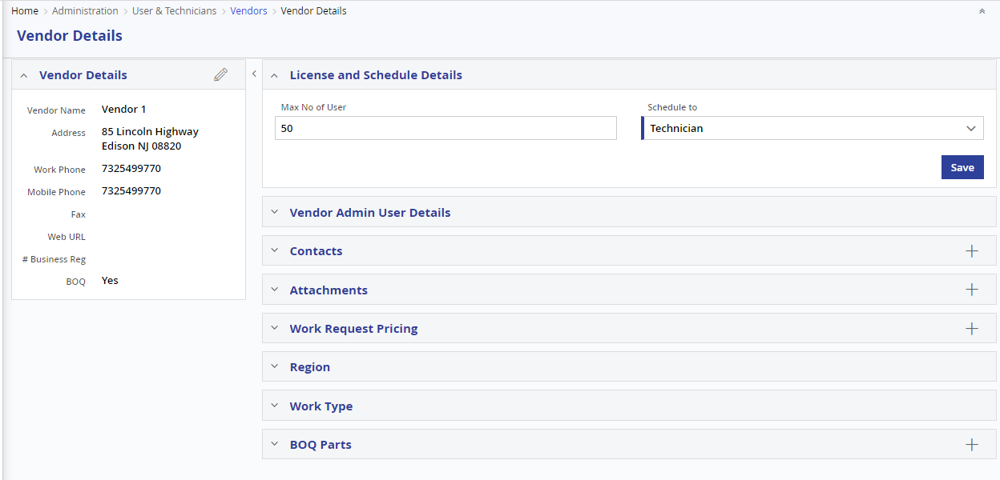 Home > Administration > User & Technicians > Vendors > Vendor Details
Vendor Details
Vendor Details
Vendor Name Vendor 1
Address 85 Lincoln Highway
Edison NJ 08820
Work Phone 7325499770
Mobile Phone 7325499770
Fax
Web URL
# Business Reg
BOQ Yes
License and Schedule Details
Max No of User Schedule to
50 Technician
Save
Vendor Admin User Details
Contacts
Attachments
Work Request Pricing
Region
Work Type
BOQ Parts